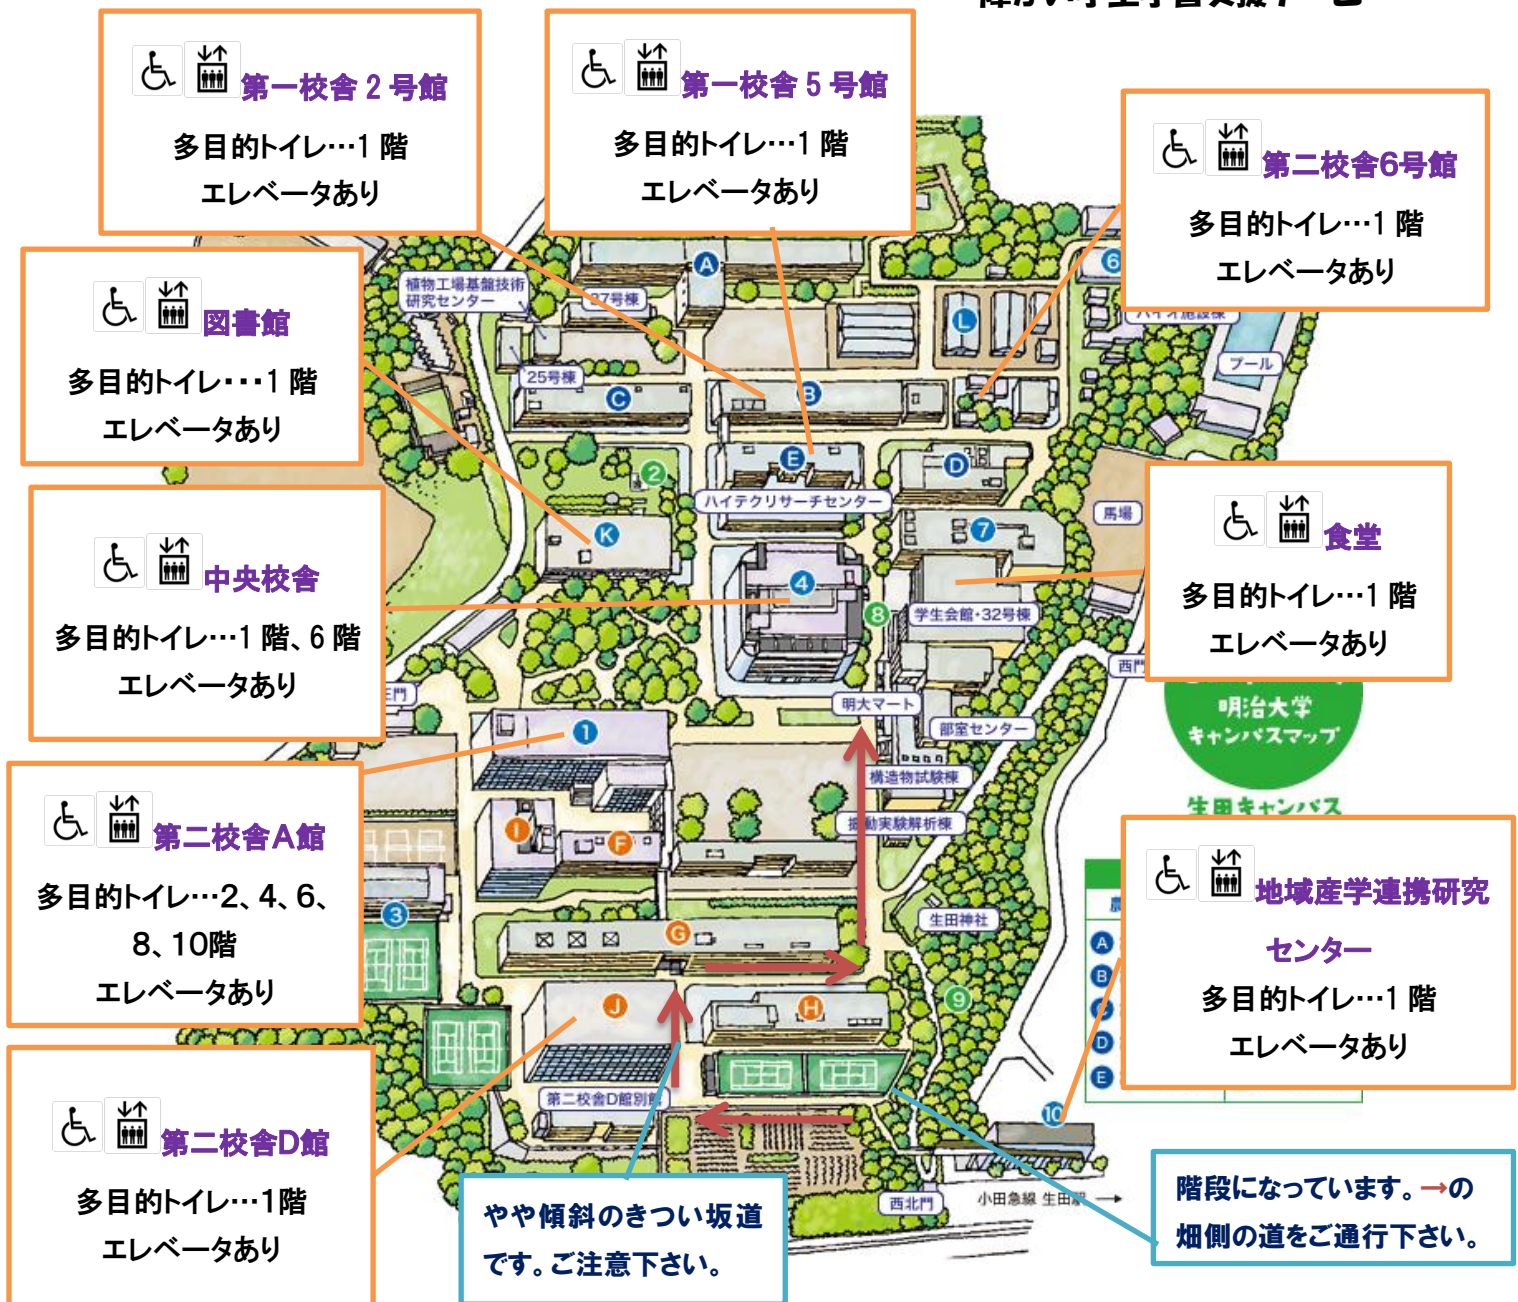 第一校舎2号館
多目的トイレ…1階
エレベータあり
第一校舎5号館
多目的トイレ…1階
エレベータあり
第二校舎6号館
多目的トイレ…1階
エレベータあり
図書館
多目的トイレ・・・1階
エレベータあり
中央校舎
多目的トイレ…1階、6階
エレベータあり
食堂
多目的トイレ…1階
エレベータあり
第二校舎A館
多目的トイレ…2、4、6、
8、10階
エレベータあり
地域産学連携研究
センター
多目的トイレ…1階
エレベータあり
第二校舎D館
多目的トイレ…1階
エレベータあり
やや傾斜のきつい坂道
です。ご注意下さい。
階段になっています。→の
畑側の道をご通行下さい。
植物工場基盤技術
研究センター
37号棟
25号棟
A
6
L
プール
C
B
2
E
D
ハイテクリサーチセンター
馬場
K
7
4
8
学生会館・32号棟
西門
明大マート
部室センター
明治大学
キャンパスマップ
生田キャンパス
1
構造物試験棟
振動実験解析棟
I
F
3
G
生田神社
J
H
9
第二校舎D館別館
10
西北門
小田急線 生田駅 →
A
B
D
E